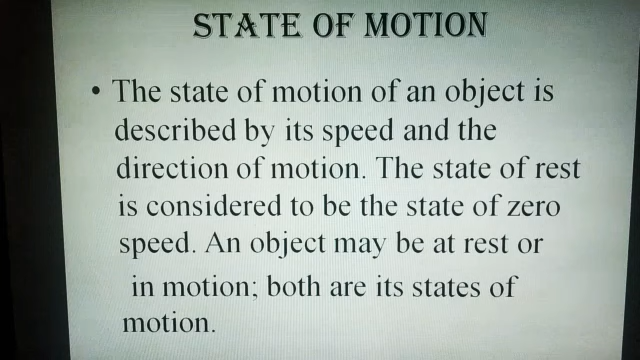 STATE OF MOTION
• The state of motion of an object is
described by its speed and the
direction of motion. The state of rest
is considered to be the state of zero
speed. An object may be at rest or
in motion; both are its states of
motion.